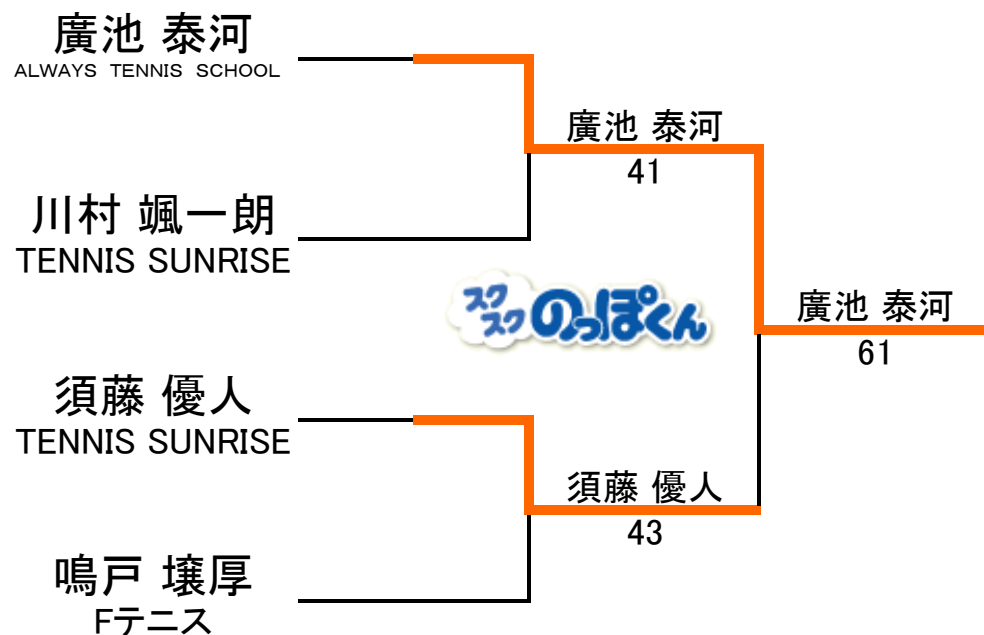 廣池 泰河
ALWAYS TENNIS SCHOOL
廣池 泰河
41
川村 颯一朗
TENNIS SUNRISE
スク
スク
のっぽくん
廣池 泰河
61
須藤 優人
TENNIS SUNRISE
須藤 優人
43
鳴戸 壌厚
Fテニス